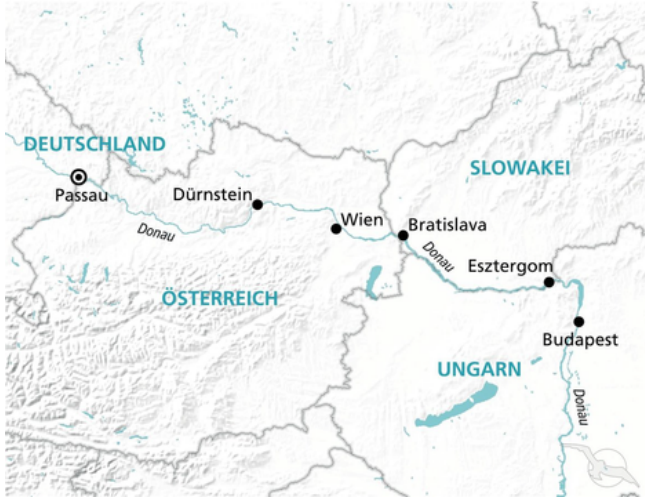 DEUTSCHLAND
Passau
Dürnstein
Donau
Wien
Bratislava
SLOWAKEI
Donau
Esztergom
ÖSTERREICH
Budapest
UNGARN
Donau